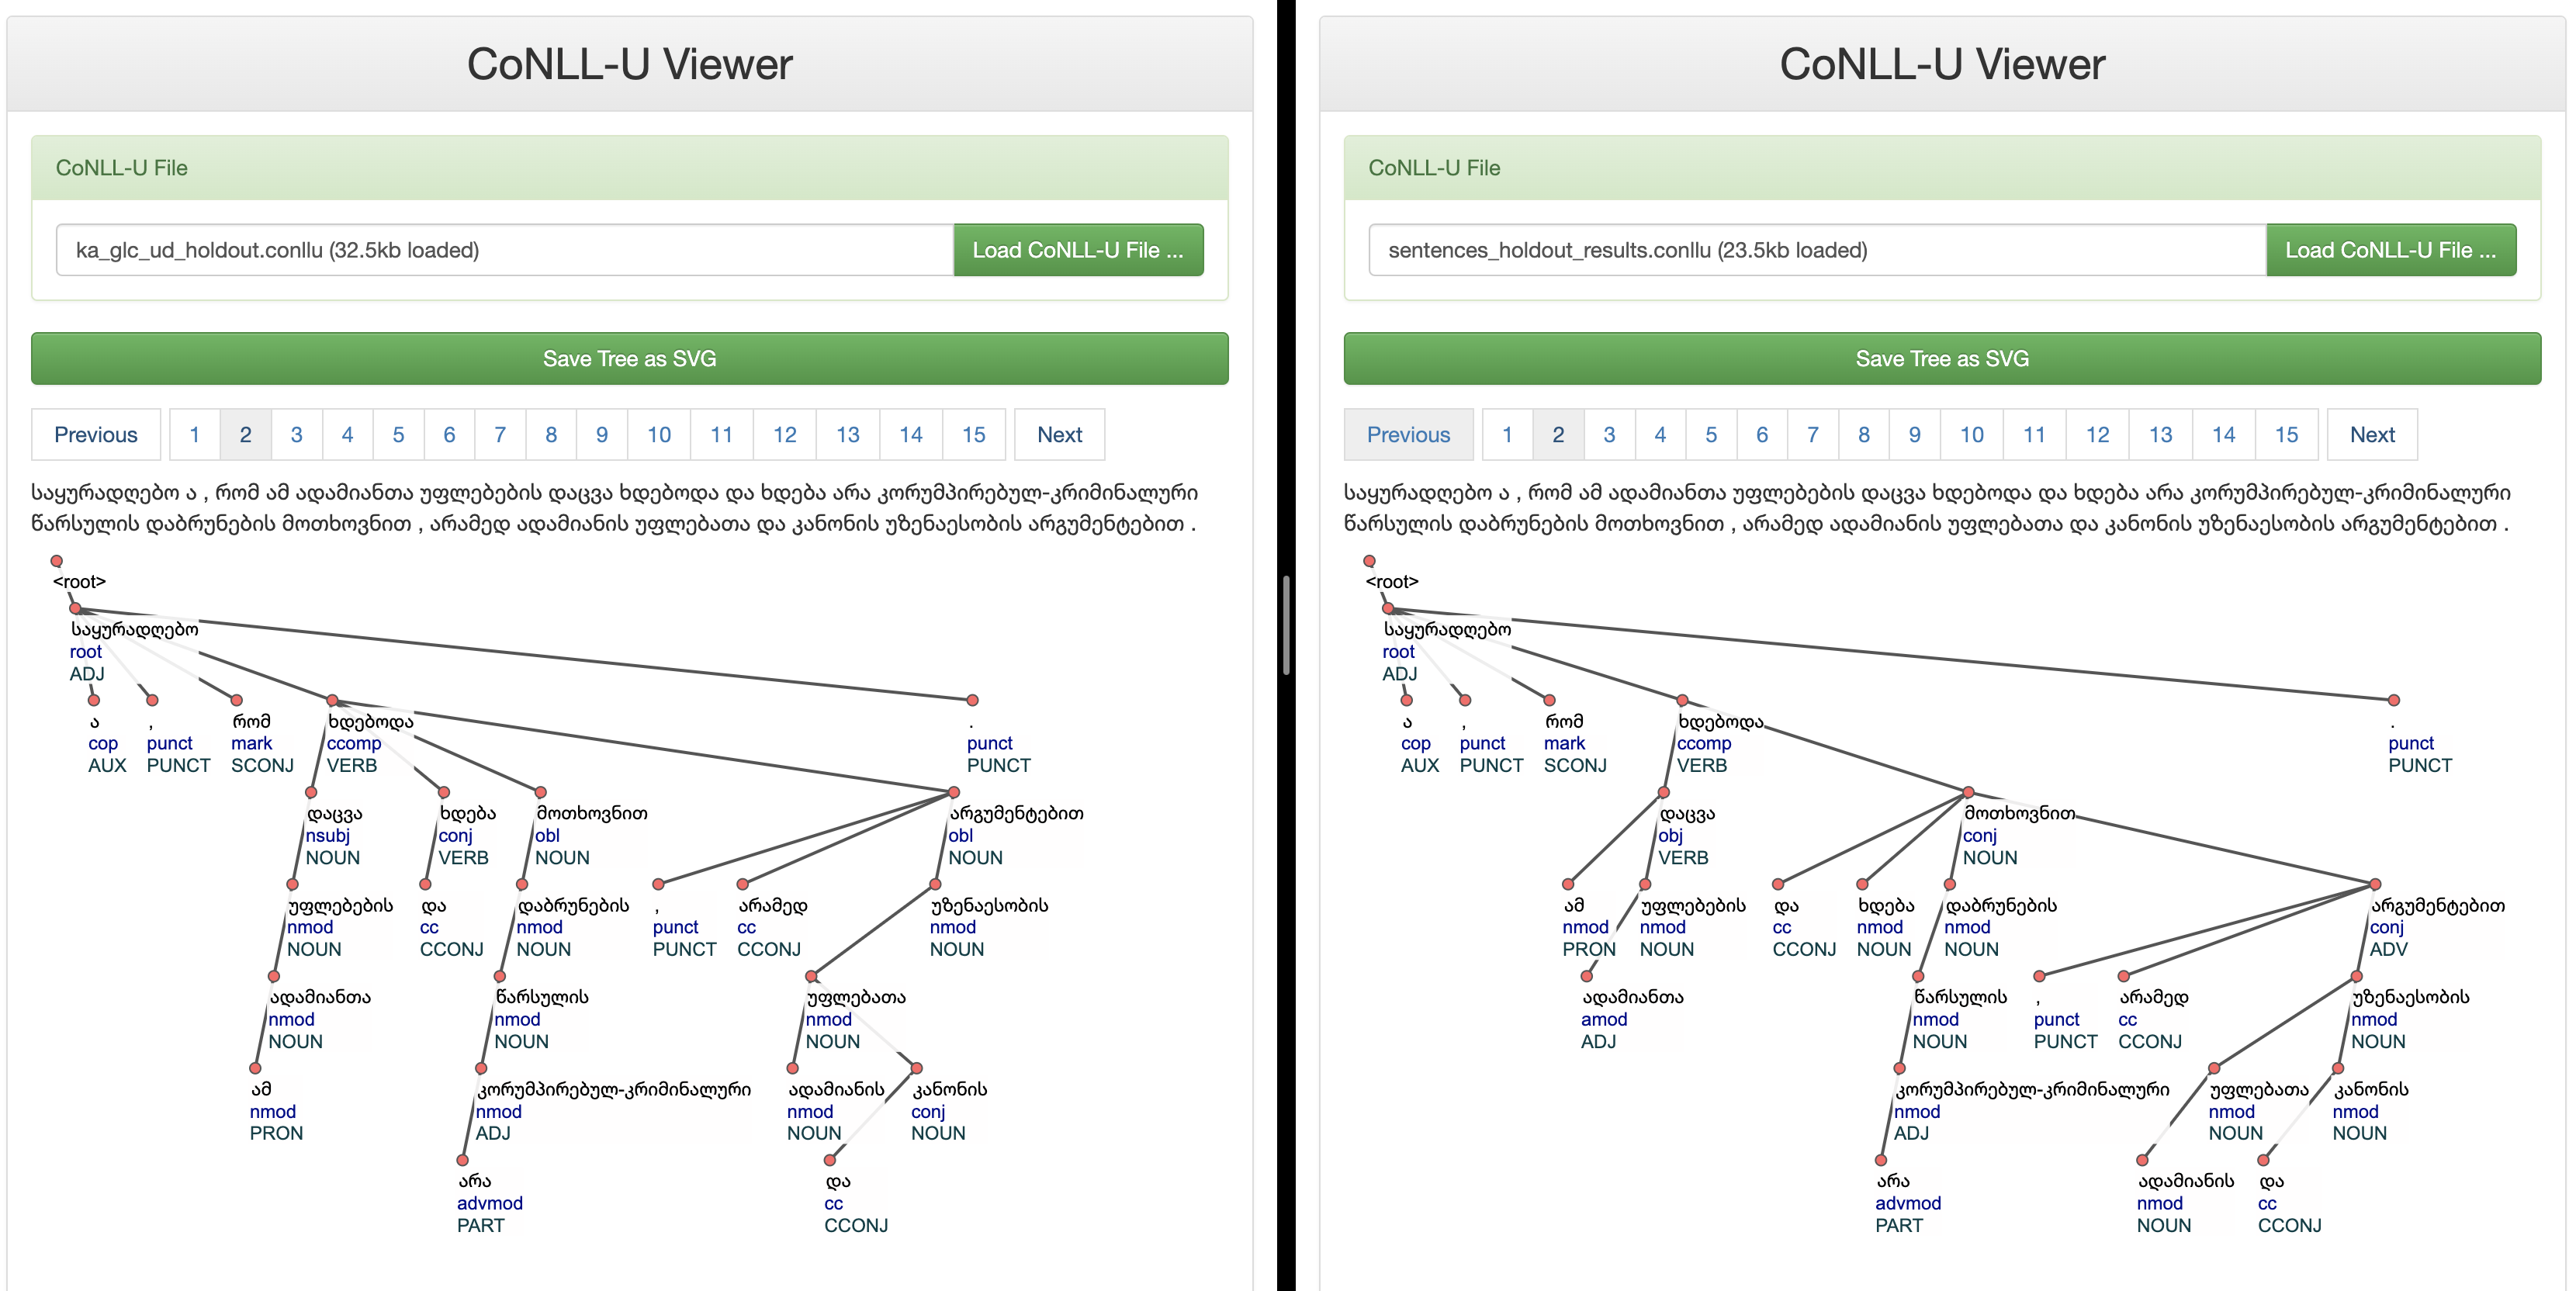 CoNLL-U Viewer
CoNLL-U File
ka_glc_ud_holdout.conllu (32.5kb loaded)
Load CoNLL-U File ...
Save Tree as SVG
Previous 1 2 3 4 5 6 7 8 9 10 11 12 13 14 15 Next
საყურადღებო ა , რომ ამ ადამიანთა უფლებების დაცვა ხდებოდა და ხდება არა კორუმპირებულ-კრიმინალური
წარსულის დაბრუნების მოთხოვნით , არამედ ადამიანის უფლებათა და კანონის უზენაესობის არგუმენტებით .
<root>
საყურადღებო
root
ADJ
ა , რომ ხდებოდა .
cop punct mark ccomp punct
AUX PUNCT SCONJ VERB PUNCT
დაცვა ხდება მოთხოვნით არგუმენტებით
nsubj conj obl obl
NOUN VERB NOUN NOUN
უფლებების და დაბრუნების , არამედ უზენაესობის
nmod cc nmod punct cc nmod
NOUN CCONJ NOUN PUNCT CCONJ NOUN
ადამიანთა წარსულის უფლებათა
nmod nmod nmod
NOUN NOUN NOUN
ამ კორუმპირებულ-კრიმინალური ადამიანის კანონის
nmod nmod nmod conj
PRON ADJ NOUN NOUN
არა და
advmod cc
PART CCONJ
CoNLL-U Viewer
CoNLL-U File
sentences_holdout_results.conllu (23.5kb loaded)
Load CoNLL-U File ...
Save Tree as SVG
Previous 1 2 3 4 5 6 7 8 9 10 11 12 13 14 15 Next
საყურადღებო ა , რომ ამ ადამიანთა უფლებების დაცვა ხდებოდა და ხდება არა კორუმპირებულ-კრიმინალური
წარსულის დაბრუნების მოთხოვნით , არამედ ადამიანის უფლებათა და კანონის უზენაესობის არგუმენტებით .
<root>
საყურადღებო
root
ADJ
ა , რომ ხდებოდა .
cop punct mark ccomp punct
AUX PUNCT SCONJ VERB PUNCT
დაცვა მოთხოვნით
obj conj
VERB NOUN
ამ უფლებების და ხდება დაბრუნების არგუმენტებით
nmod nmod cc nmod nmod conj
PRON NOUN CCONJ NOUN NOUN ADV
ადამიანთა წარსულის , არამედ უზენაესობის
amod nmod punct cc nmod
ADJ NOUN PUNCT CCONJ NOUN
კორუმპირებულ-კრიმინალური უფლებათა კანონის
nmod nmod nmod
ADJ NOUN NOUN
არა ადამიანის და
advmod nmod cc
PART NOUN CCONJ